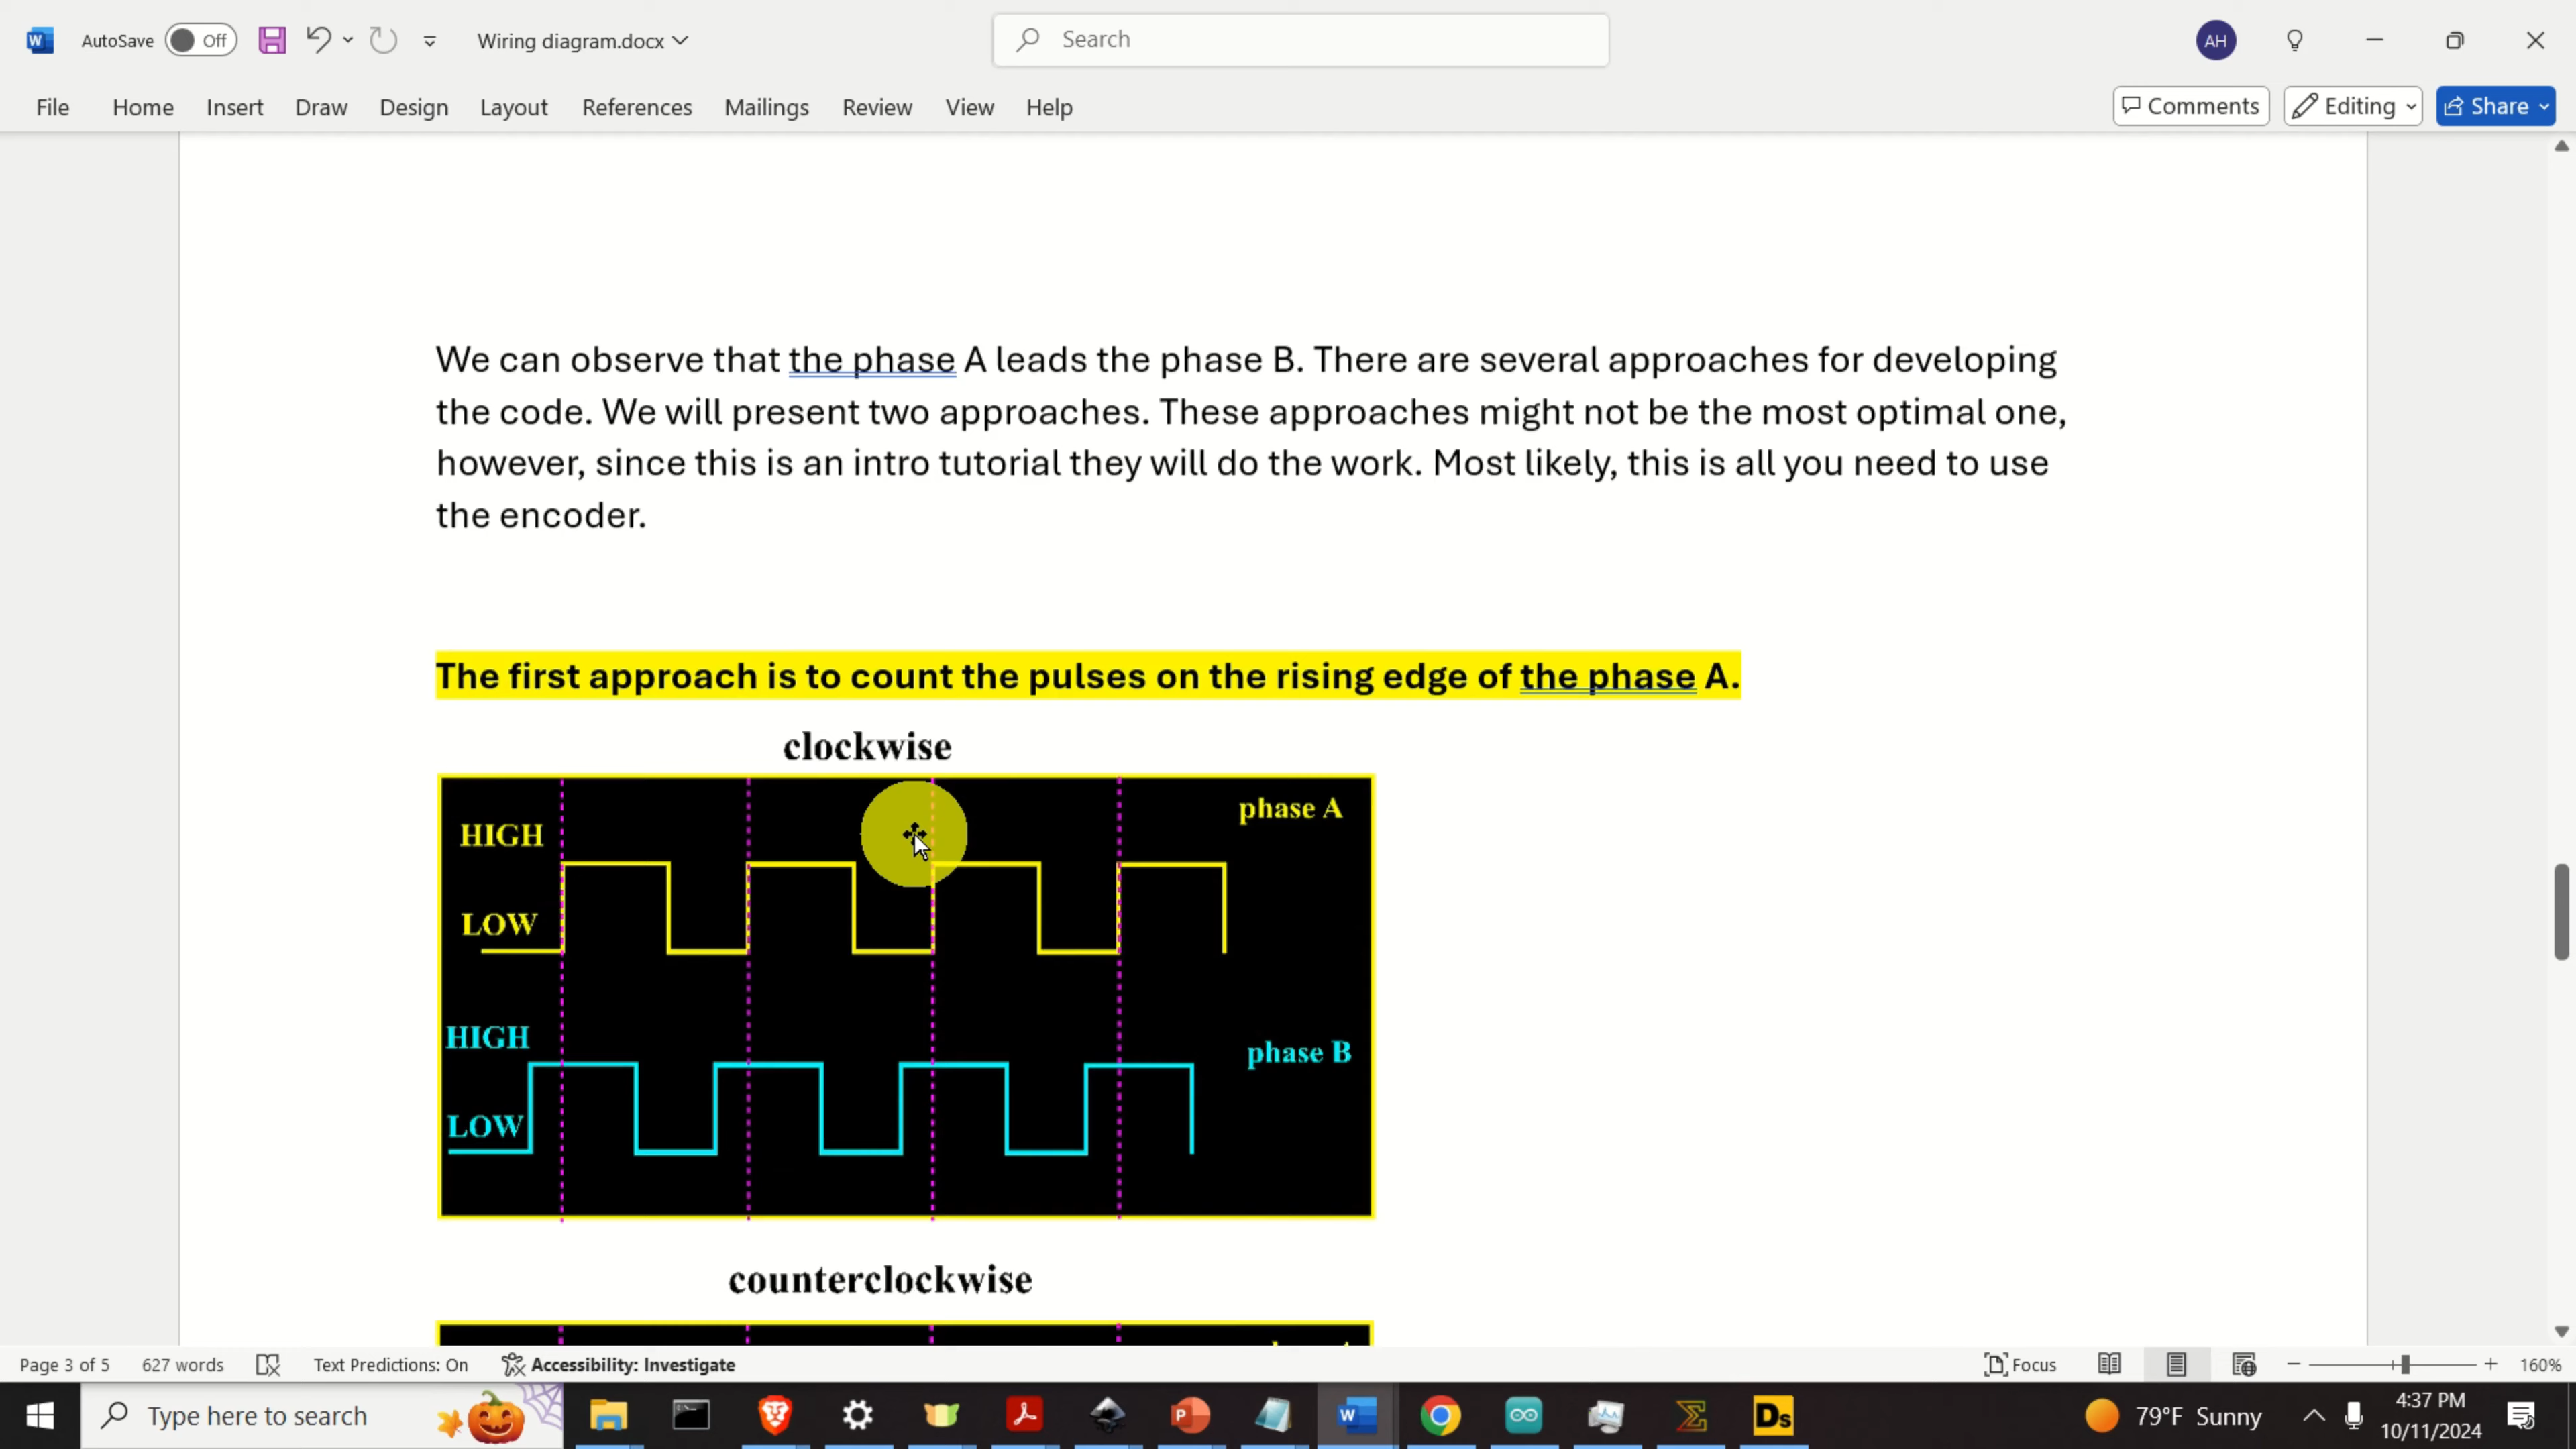 AutoSave Off Wiring diagram.docx Search AH
File Home Insert Draw Design Layout References Mailings Review View Help Comments Editing Share
We can observe that the phase A leads the phase B. There are several approaches for developing
the code. We will present two approaches. These approaches might not be the most optimal one,
however, since this is an intro tutorial they will do the work. Most likely, this is all you need to use
the encoder.
The first approach is to count the pulses on the rising edge of the phase A.
clockwise
phase A
HIGH
LOW
HIGH
phase B
LOW
counterclockwise
Page 3 of 5 627 words Text Predictions: On Accessibility: Investigate Focus 160%
Type here to search 79°F Sunny 4:37 PM
10/11/2024